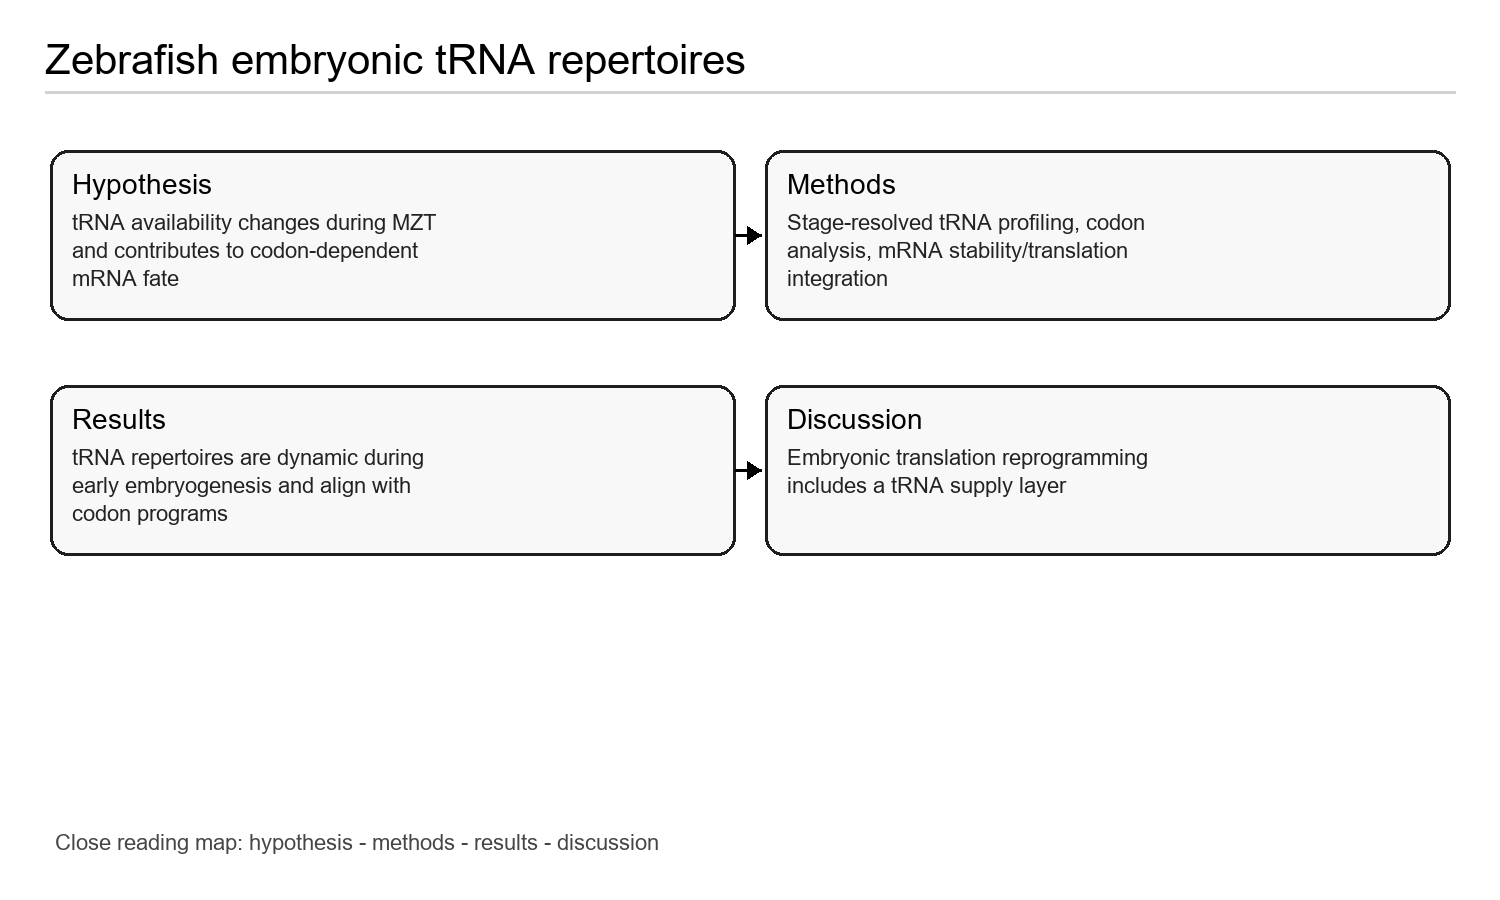 Zebrafish embryonic tRNA repertoires
Hypothesis
tRNA availability changes during MZT
and contributes to codon-dependent
mRNA fate
Methods
Stage-resolved tRNA profiling, codon
analysis, mRNA stability/translation
integration
Results
tRNA repertoires are dynamic during
early embryogenesis and align with
codon programs
Discussion
Embryonic translation reprogramming
includes a tRNA supply layer
Close reading map: hypothesis - methods - results - discussion